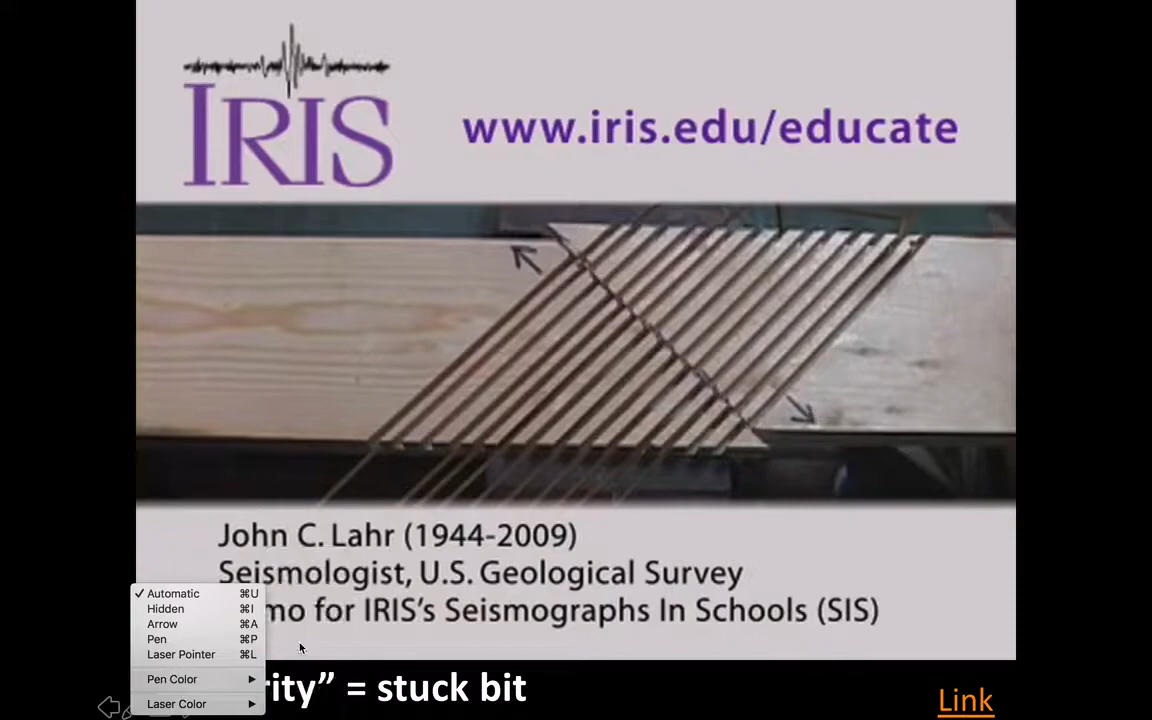 IRIS
www.iris.edu/educate
John C. Lahr (1944-2009)
Seismologist, U.S. Geological Survey
mo for IRIS's Seismographs In Schools (SIS)
✓ Automatic ⌘U
Hidden ⌘I
Arrow ⌘A
Pen ⌘P
Laser Pointer ⌘L
Pen Color
Laser Color
rity” = stuck bit
Link